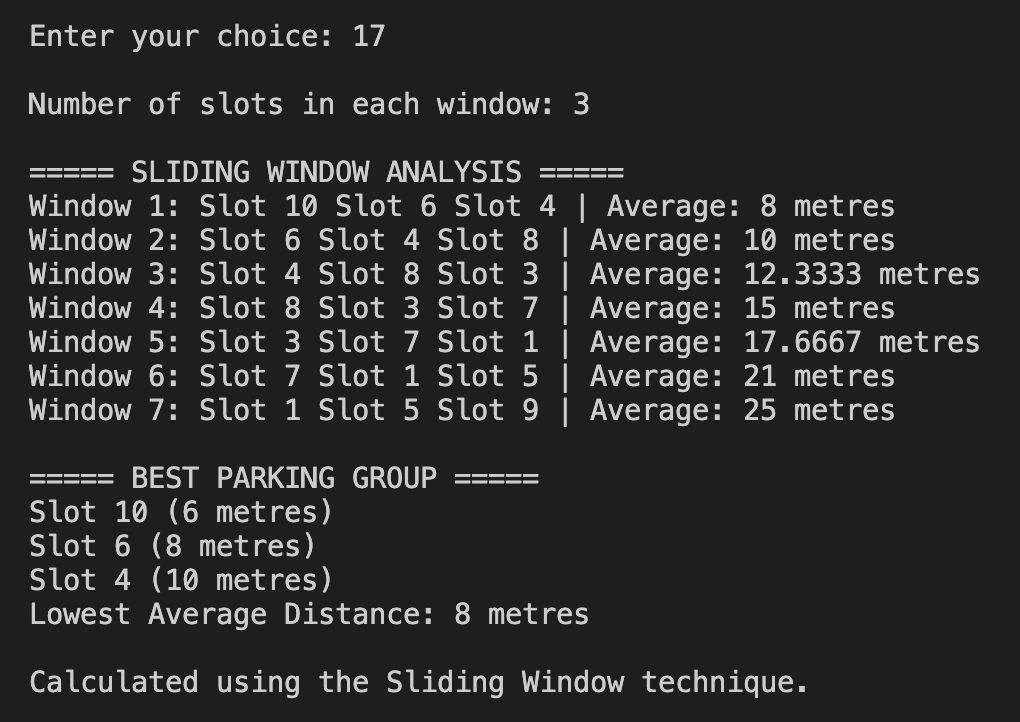 Enter your choice: 17
Number of slots in each window: 3
===== SLIDING WINDOW ANALYSIS =====
Window 1: Slot 10 Slot 6 Slot 4 | Average: 8 metres
Window 2: Slot 6 Slot 4 Slot 8 | Average: 10 metres
Window 3: Slot 4 Slot 8 Slot 3 | Average: 12.3333 metres
Window 4: Slot 8 Slot 3 Slot 7 | Average: 15 metres
Window 5: Slot 3 Slot 7 Slot 1 | Average: 17.6667 metres
Window 6: Slot 7 Slot 1 Slot 5 | Average: 21 metres
Window 7: Slot 1 Slot 5 Slot 9 | Average: 25 metres
===== BEST PARKING GROUP =====
Slot 10 (6 metres)
Slot 6 (8 metres)
Slot 4 (10 metres)
Lowest Average Distance: 8 metres
Calculated using the Sliding Window technique.